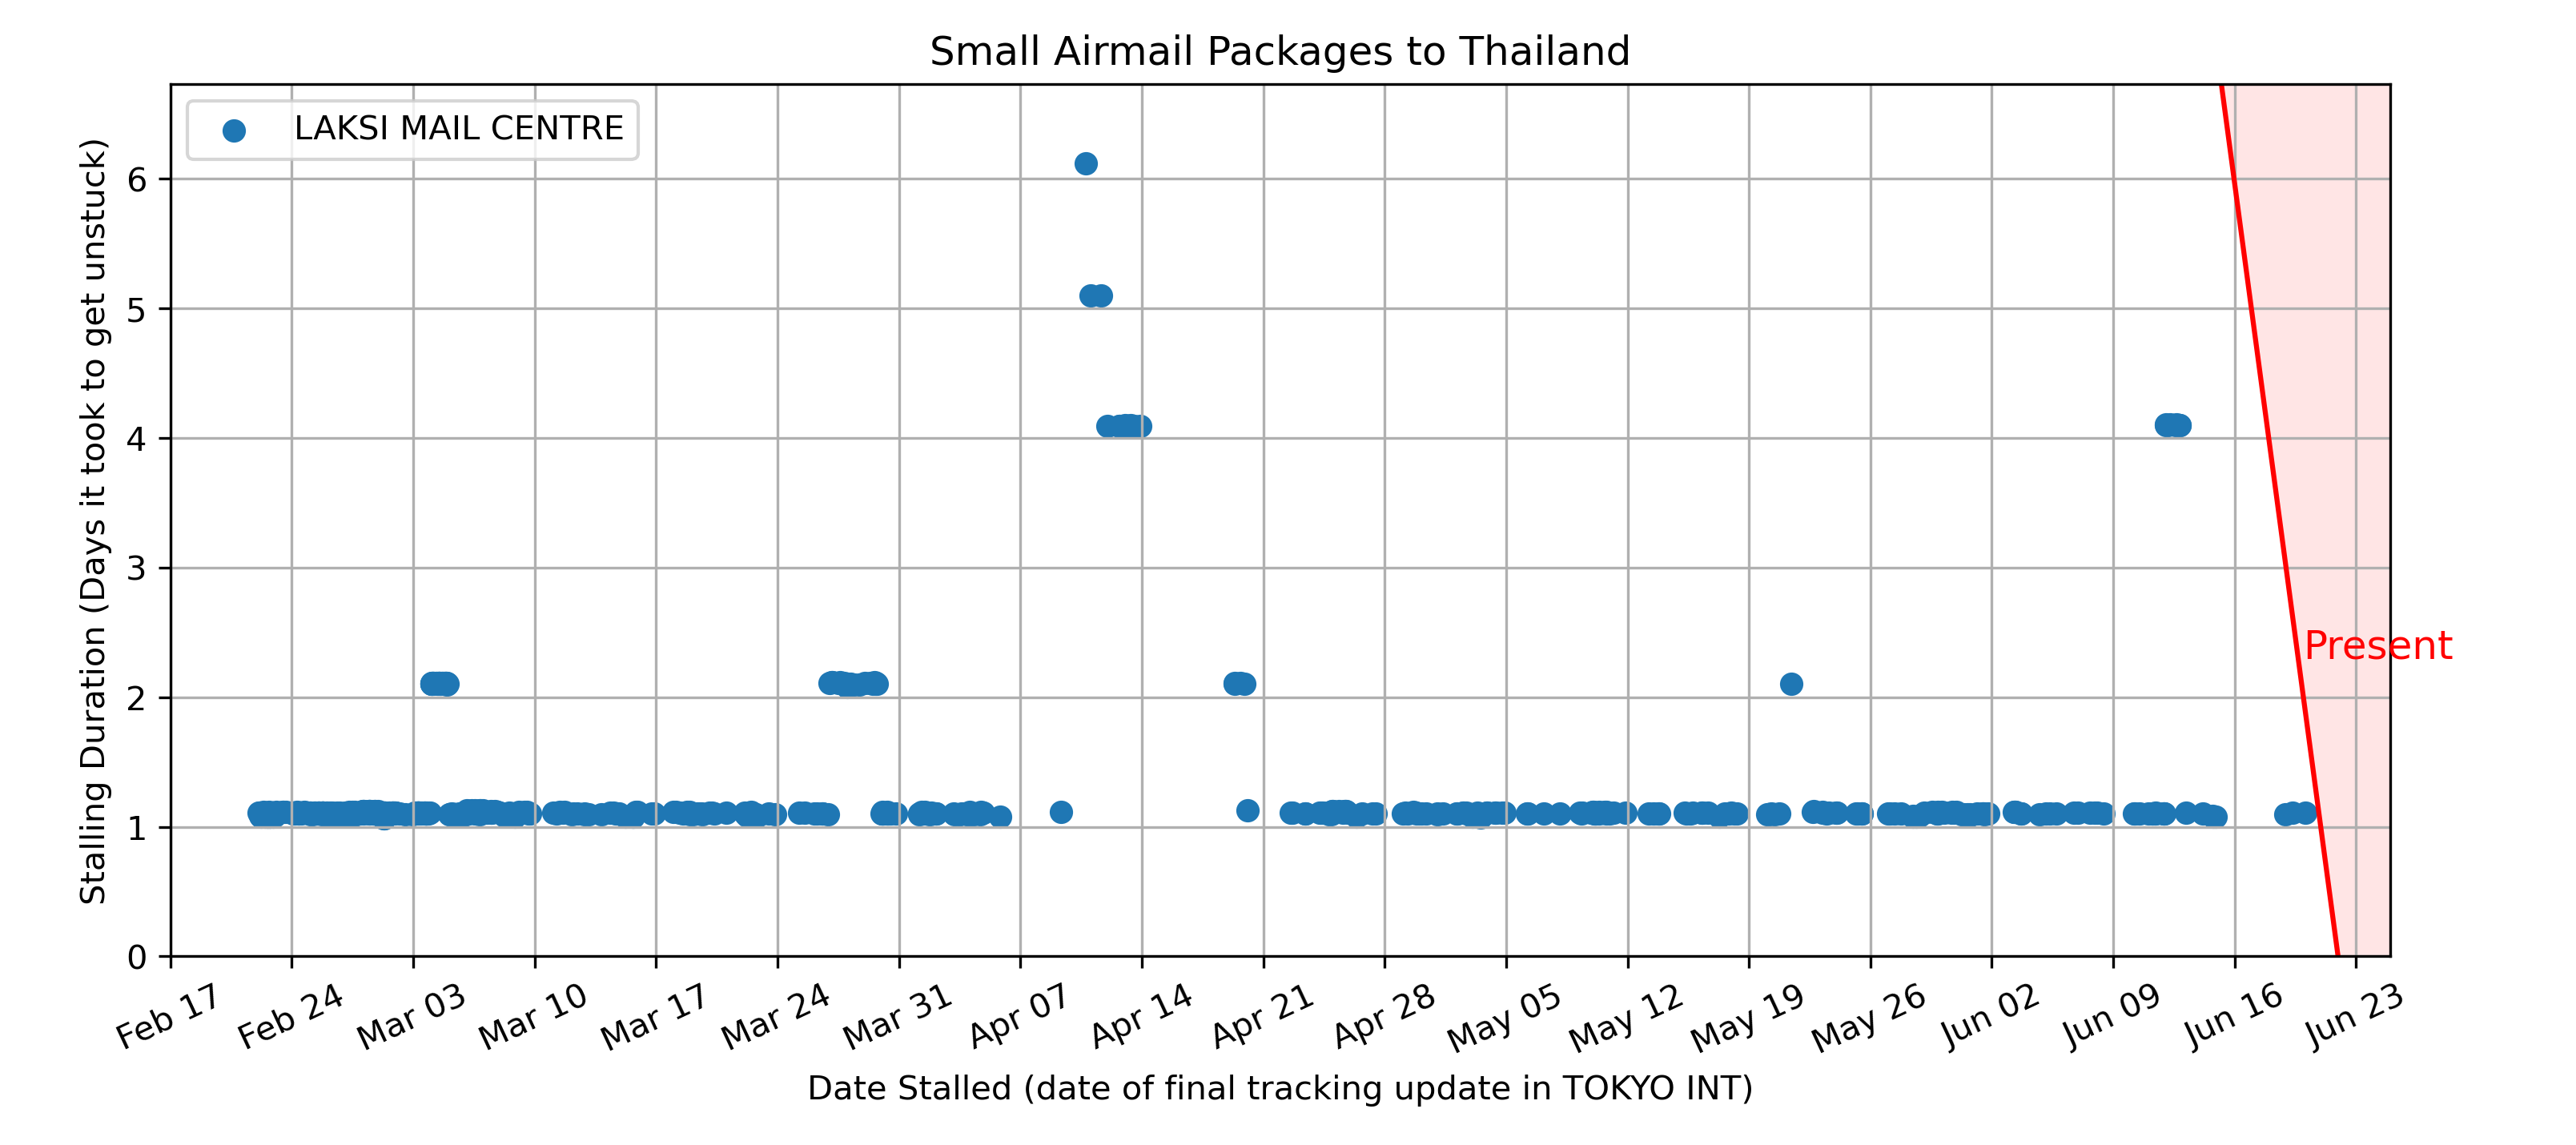 Small Airmail Packages to Thailand
LAKSI MAIL CENTRE
Stalling Duration (Days it took to get unstuck)
6
5
4
3
2
1
0
Present
Feb 17
Feb 24
Mar 03
Mar 10
Mar 17
Mar 24
Mar 31
Apr 07
Apr 14
Apr 21
Apr 28
May 05
May 12
May 19
May 26
Jun 02
Jun 09
Jun 16
Jun 23
Date Stalled (date of final tracking update in TOKYO INT)